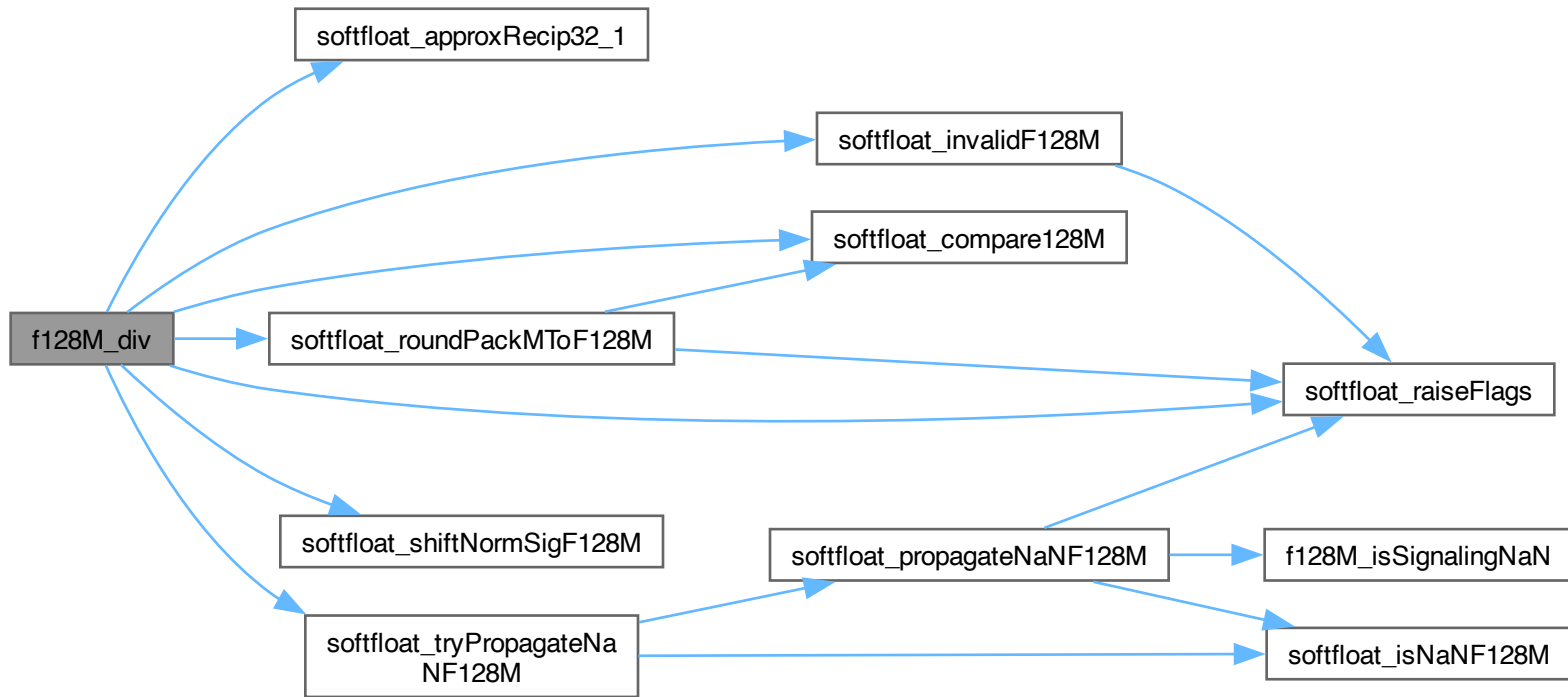 softfloat_approxRecip32_1
softfloat_invalidF128M
softfloat_compare128M
f128M_div
softfloat_roundPackMToF128M
softfloat_raiseFlags
softfloat_shiftNormSigF128M
softfloat_propagateNaNF128M
f128M_isSignalingNaN
softfloat_tryPropagateNa
NF128M
softfloat_isNaNF128M